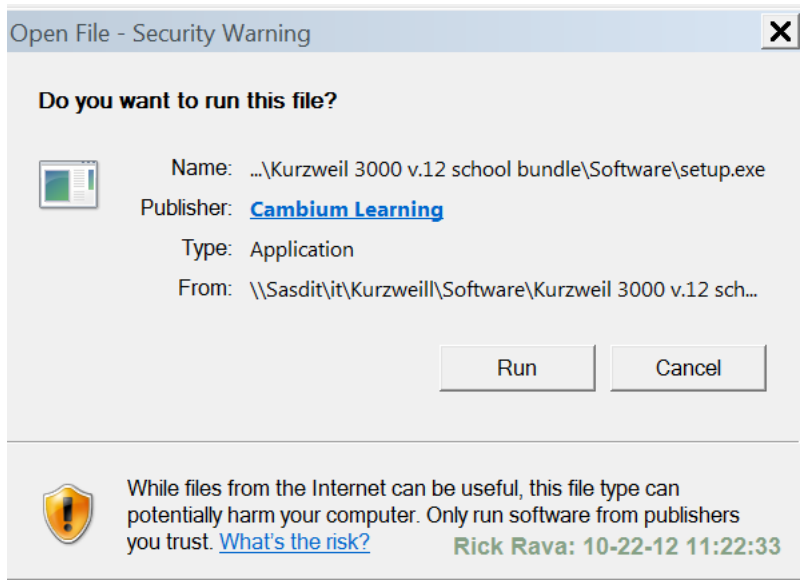 Open File - Security Warning
Do you want to run this file?
Name: ...\Kurzweil 3000 v.12 school bundle\Software\setup.exe
Publisher: Cambium Learning
Type: Application
From: \\Sasdit\it\Kurzweill\Software\Kurzweil 3000 v.12 sch...
Run Cancel
While files from the Internet can be useful, this file type can
potentially harm your computer. Only run software from publishers
you trust. What's the risk? Rick Rava: 10-22-12 11:22:33